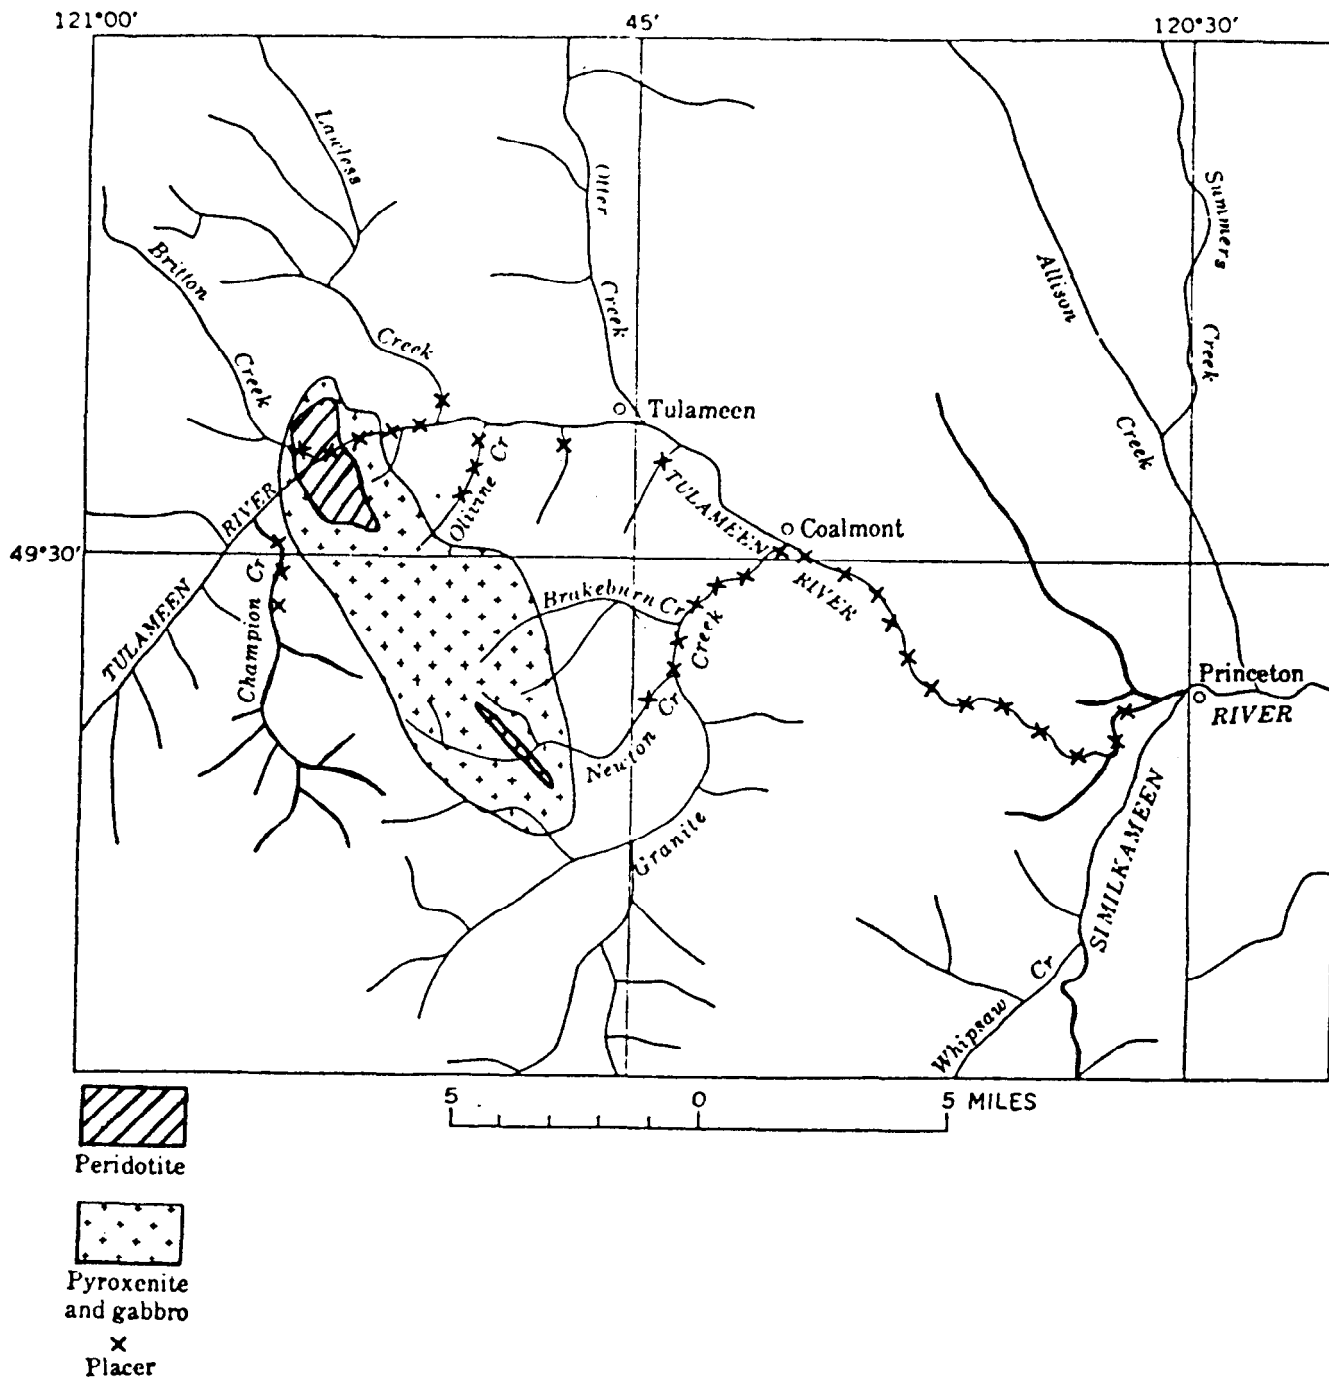 121°00′
45′
120°30′
Lawless
Creek
Otter
Creek
Summers
Creek
Allison
Creek
Britton
Creek
Tulameen
Olivine Cr
TULAMEEN
RIVER
Coalmont
49°30′
TULAMEEN
RIVER
Champion Cr
Brakeburn Cr
Creek
Newton Cr
Granite
Princeton
RIVER
SIMILKAMEEN
Whipsaw Cr
5 0 5 MILES
Peridotite
Pyroxenite
and gabbro
x
Placer